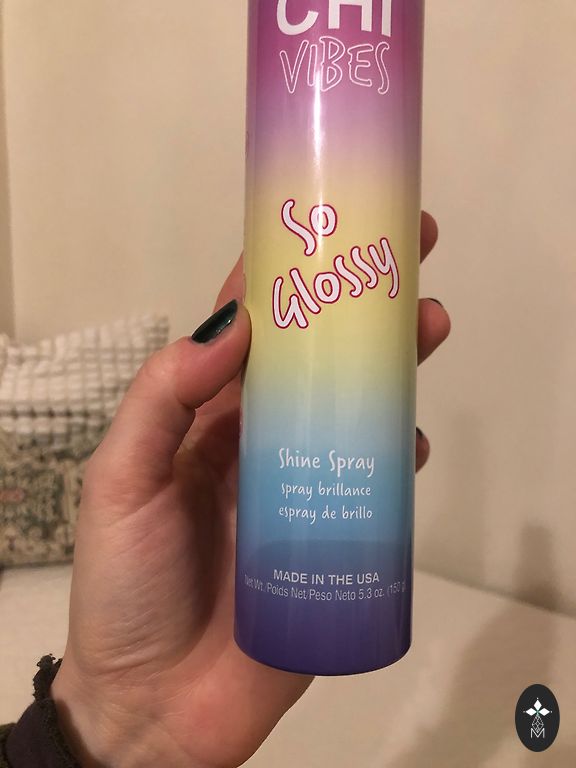 CHI
VIBES
So
Glossy
Shine Spray
spray brillance
espray de brillo
MADE IN THE USA
Net Wt./Poids Net Peso Neto 5.3 oz. (150 g